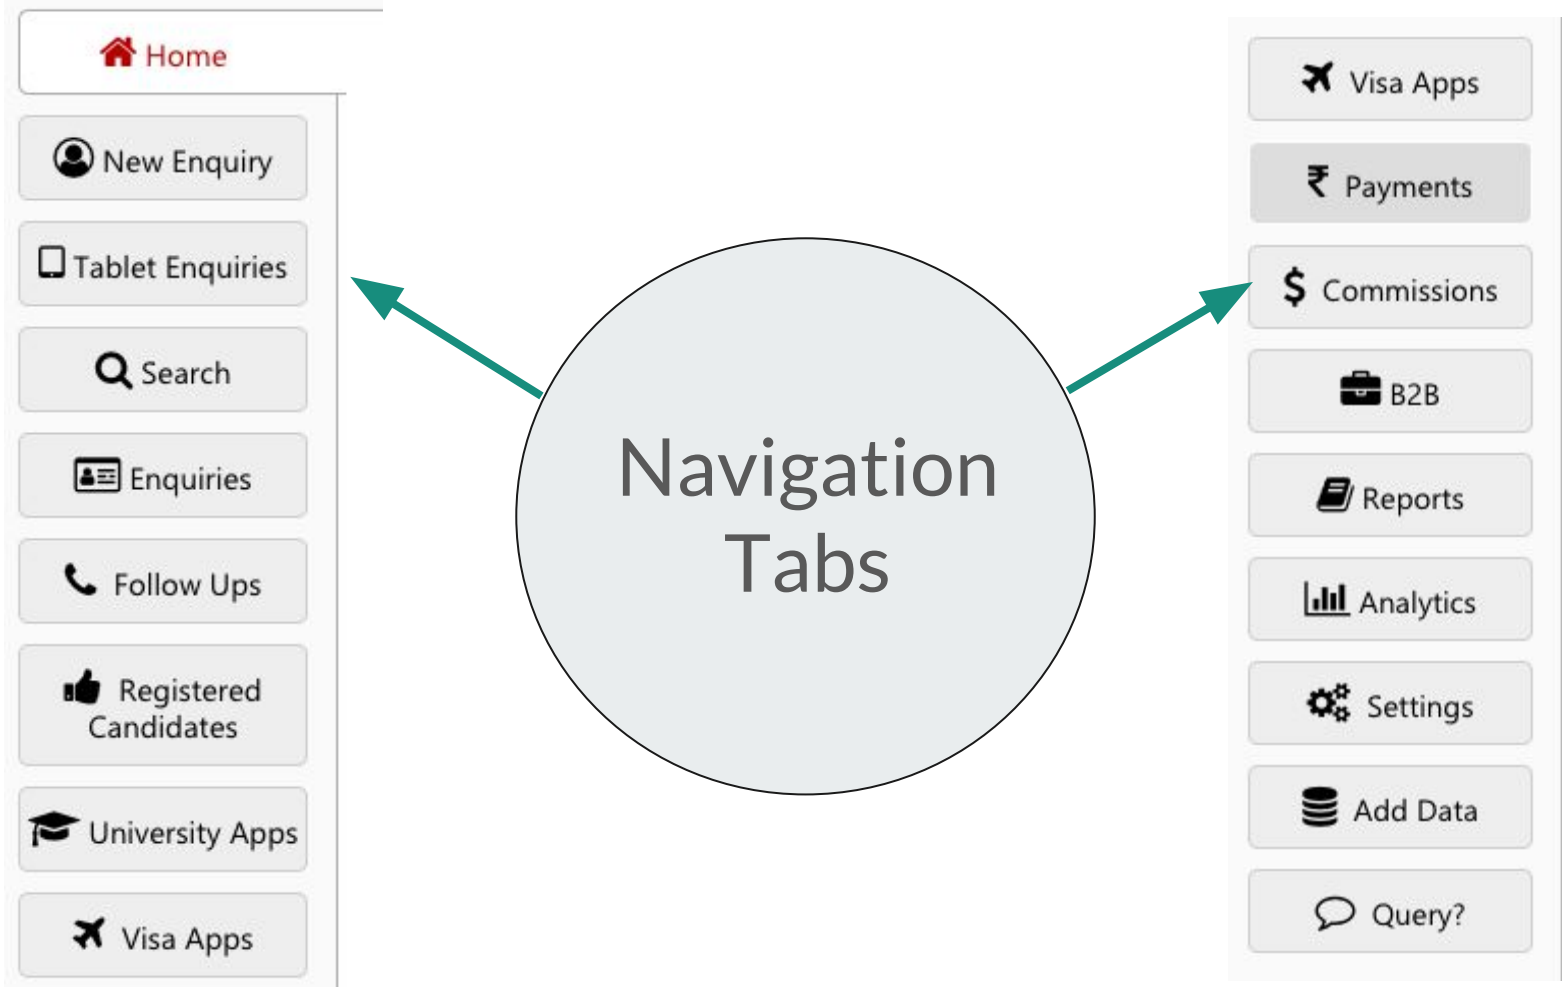 Home
New Enquiry
Tablet Enquiries
Search
Enquiries
Follow Ups
Registered
Candidates
University Apps
Visa Apps
Navigation
Tabs
Visa Apps
₹ Payments
$ Commissions
B2B
Reports
Analytics
Settings
Add Data
Query?